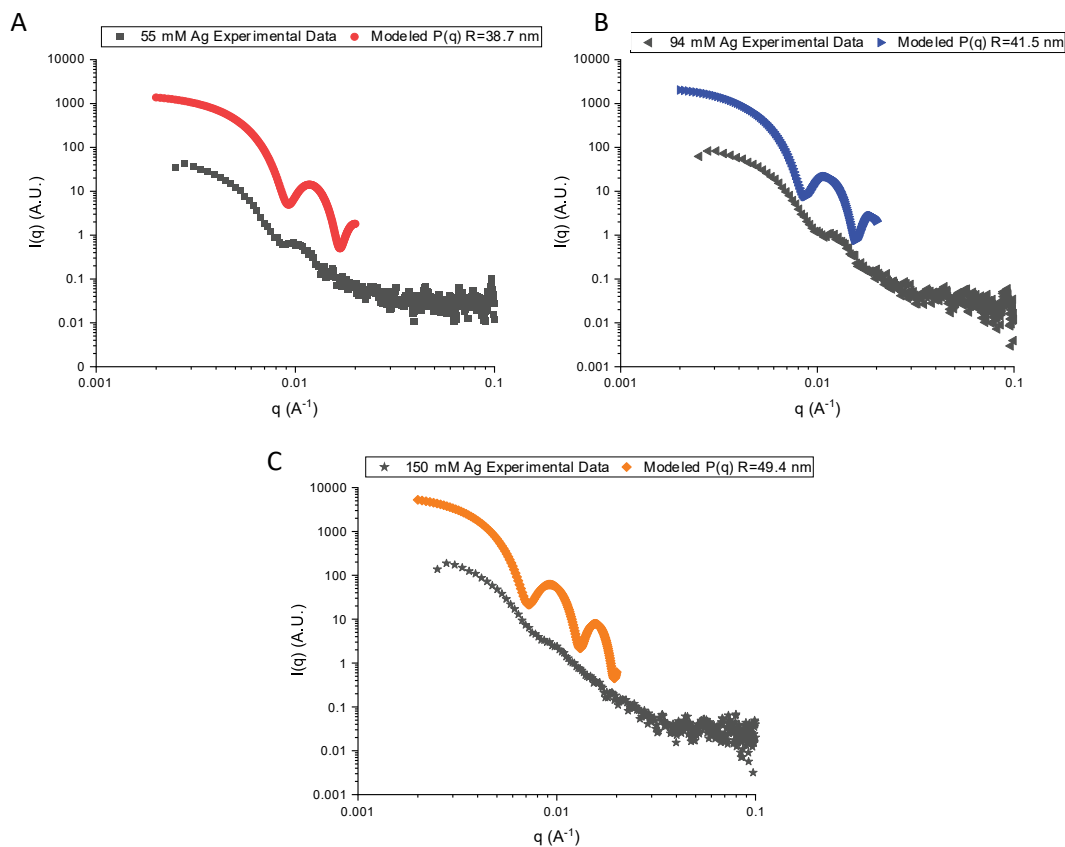 A
55 mM Ag Experimental Data Modeled P(q) R=38.7 nm
10000
1000
100
10
1
0.1
0.01
0
0.001 0.01 0.1
I(q) (A.U.)
q (A⁻¹)
B
94 mM Ag Experimental Data Modeled P(q) R=41.5 nm
10000
1000
100
10
1
0.1
0.01
0.001
0.001 0.01 0.1
I(q) (A.U.)
q (A⁻¹)
C
150 mM Ag Experimental Data Modeled P(q) R=49.4 nm
10000
1000
100
10
1
0.1
0.01
0.001
0.001 0.01 0.1
I(q) (A.U.)
q (A⁻¹)